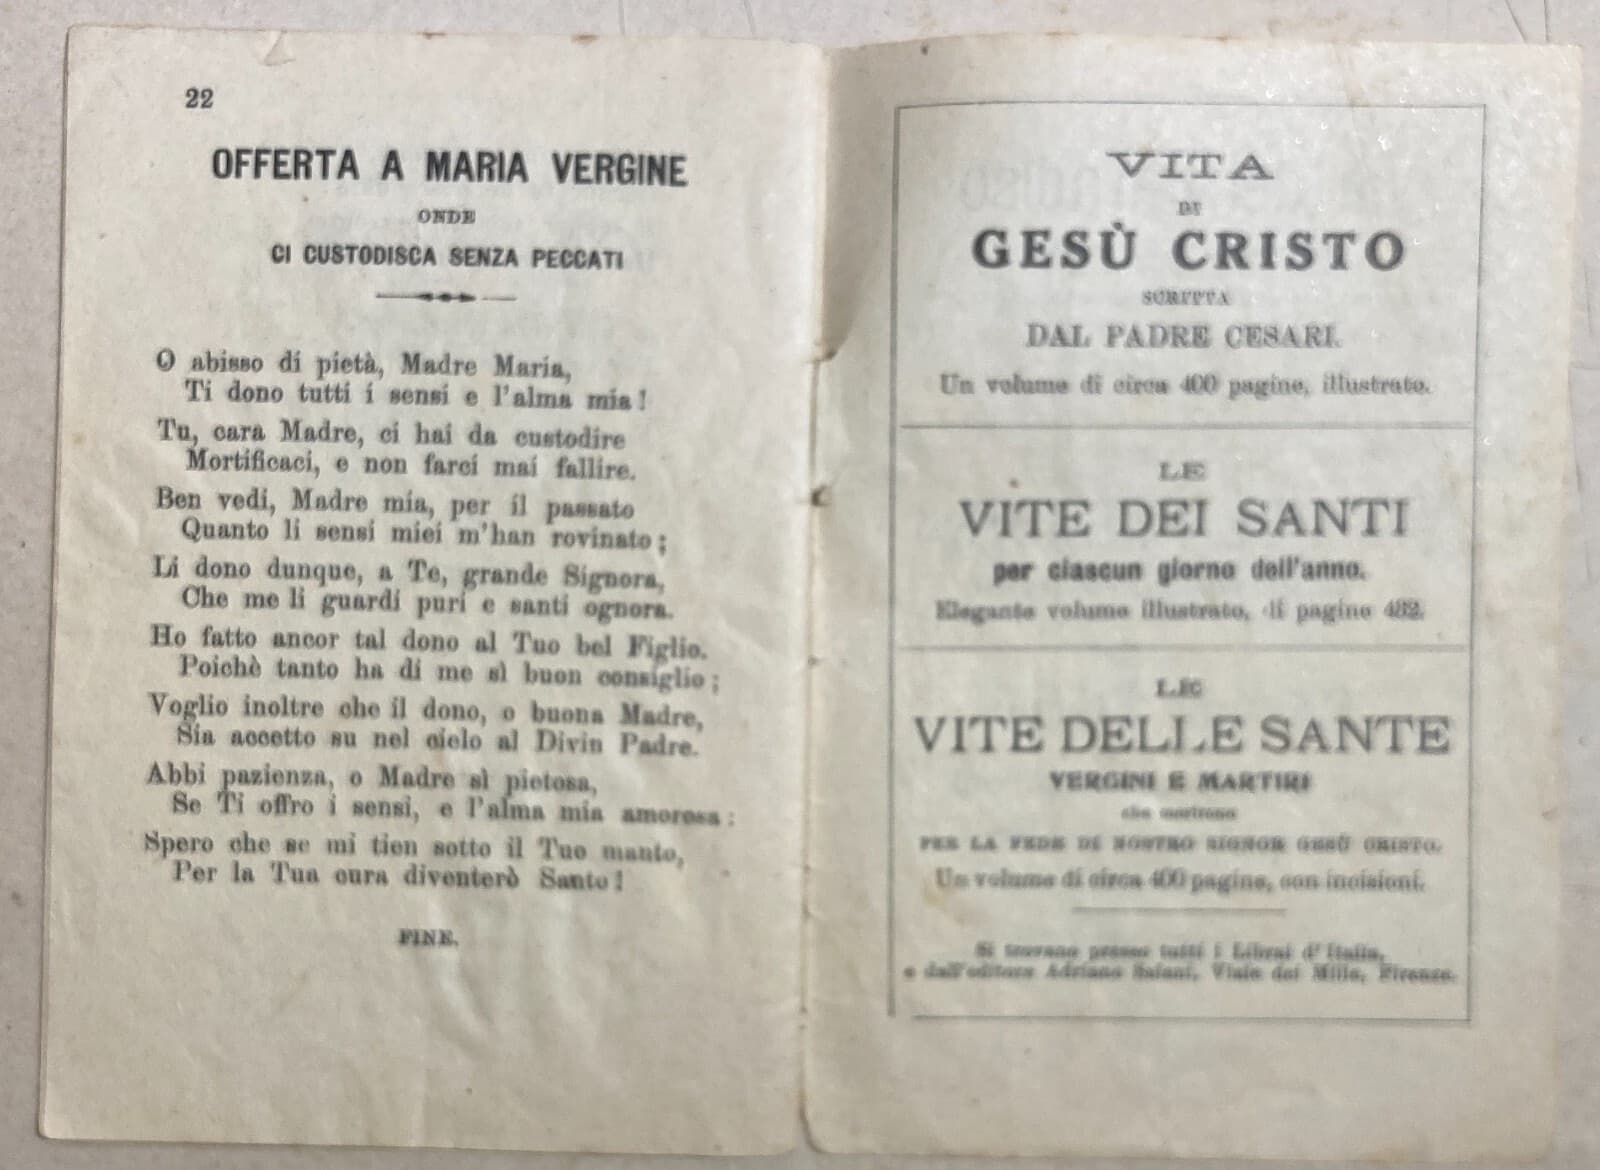 22
OFFERTA A MARIA VERGINE
ONDE
CI CUSTODISCA SENZA PECCATI
O abisso di pietà, Madre Maria,
Ti dono tutti i sensi e l'alma mia!
Tu, cara Madre, ci hai da custodire
Mortificaci, e non farci mai fallire.
Ben vedi, Madre mia, per il passato
Quanto li sensi miei m'han rovinato;
Li dono dunque, a Te, grande Signora,
Che me li guardi puri e santi ognora.
Ho fatto ancor tal dono al Tuo bel Figlio.
Poichè tanto ha di me sì buon consiglio;
Voglio inoltre che il dono, o buona Madre,
Sia accetto su nel cielo al Divin Padre.
Abbi pazienza, o Madre sì pietosa,
Se Ti offro i sensi, e l'alma mia amorosa:
Spero che se mi tien sotto il Tuo manto,
Per la Tua cura diventerò Santo!
FINE.
VITA
DI
GESÙ CRISTO
SCRITTA
DAL PADRE CESARI.
Un volume di circa 400 pagine, illustrato.
LE
VITE DEI SANTI
per ciascun giorno dell'anno.
Elegante volume illustrato, di pagine 482.
LE
VITE DELLE SANTE
VERGINI E MARTIRI
che morirono
PER LA FEDE DI NOSTRO SIGNOR GESÙ CRISTO.
Un volume di circa 400 pagine, con incisioni.
Si trovano presso tutti i Librai d'Italia,
e dall'editore Adriano Salani, Viale dei Mille, Firenze.